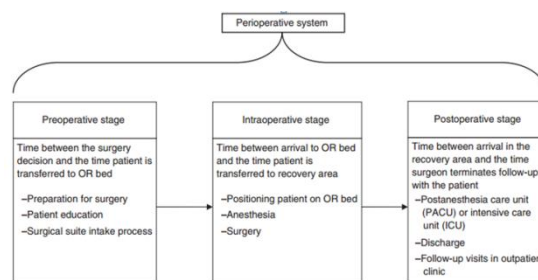 Perioperative system
Preoperative stage
Time between the surgery
decision and the time patient is
transferred to OR bed
–Preparation for surgery
–Patient education
–Surgical suite intake process
Intraoperative stage
Time between arrival to OR bed
and the time patient is
transferred to recovery area
–Positioning patient on OR bed
–Anesthesia
–Surgery
Postoperative stage
Time between arrival in the
recovery area and the time
surgeon terminates follow-up
with the patient
–Postanesthesia care unit
(PACU) or intensive care
unit (ICU)
–Discharge
–Follow-up visits in outpatient
clinic